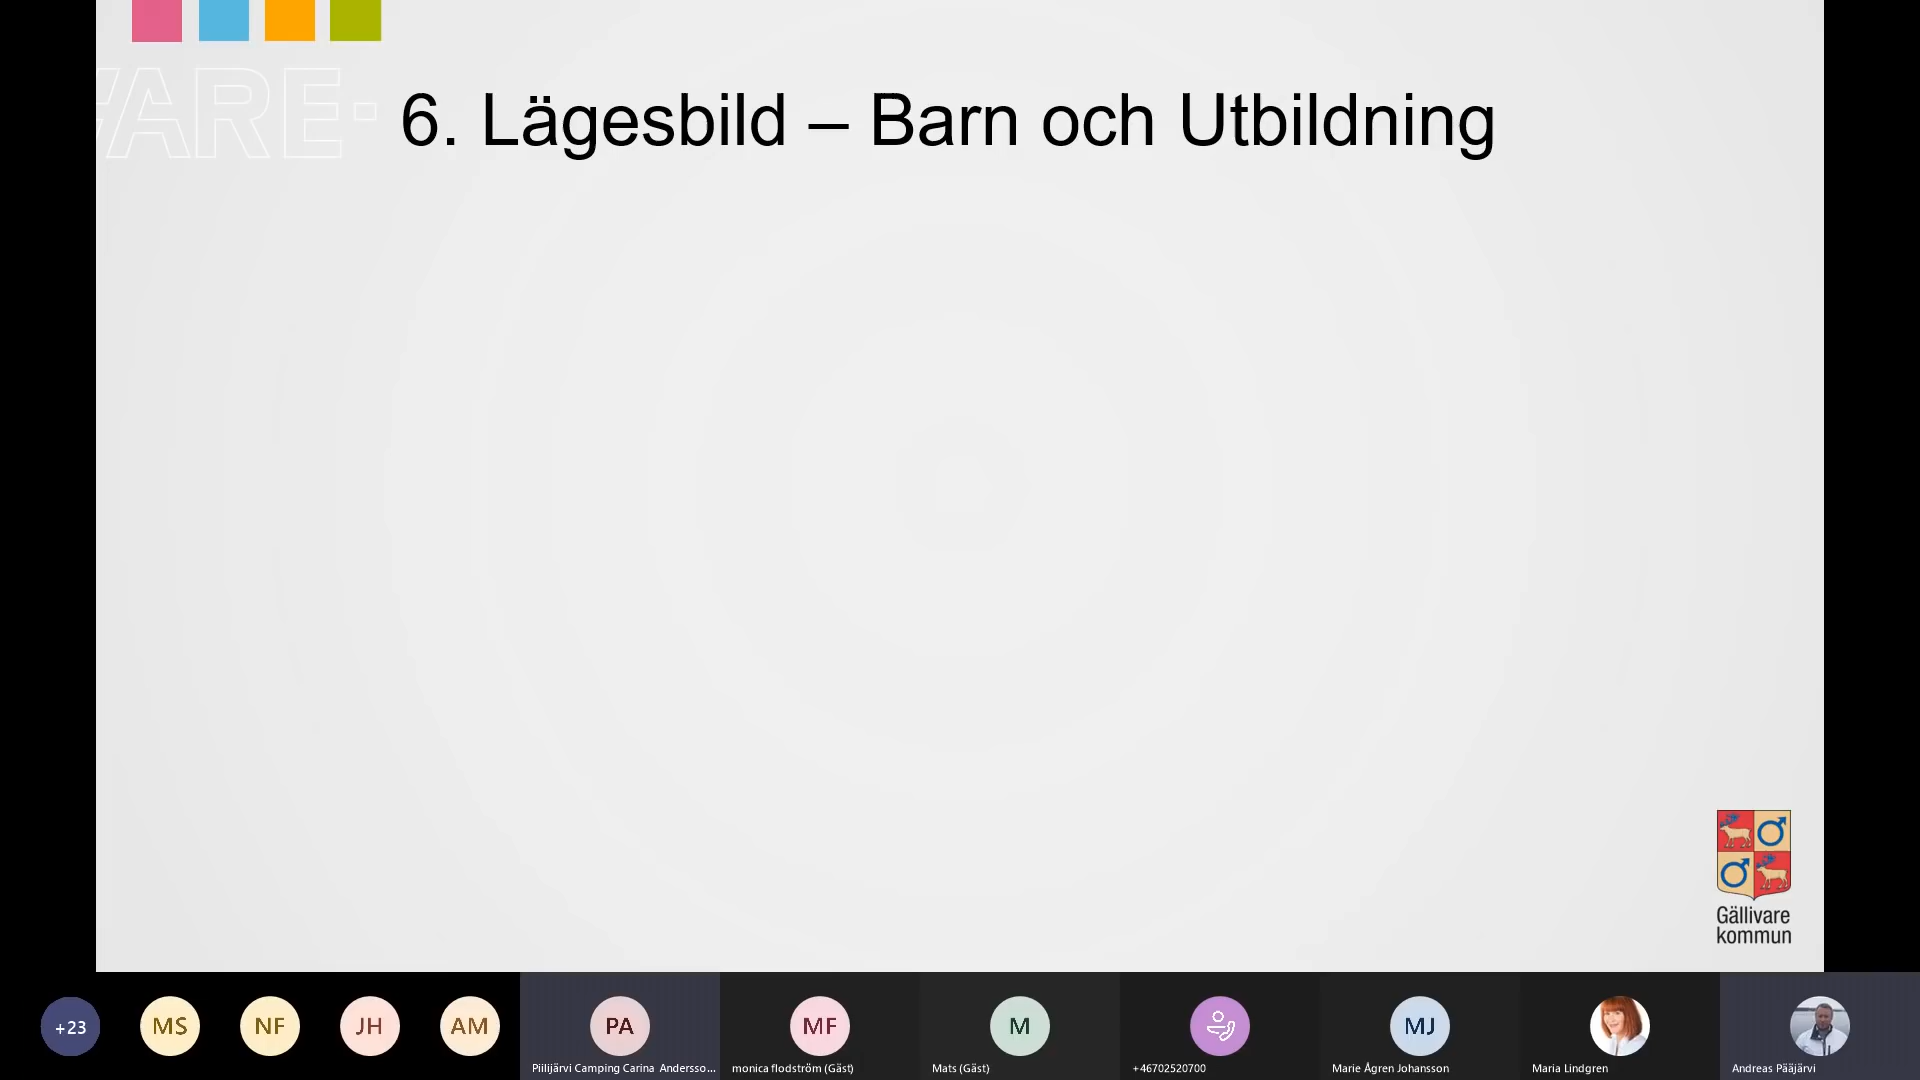 VARE
6. Lägesbild – Barn och Utbildning
Gällivare
kommun
+23
MS
NF
JH
AM
PA
MF
M
MJ
Piilijärvi Camping Carina Andersso...
monica flodström (Gäst)
Mats (Gäst)
+46702520700
Marie Ågren Johansson
Maria Lindgren
Andreas Pääjärvi